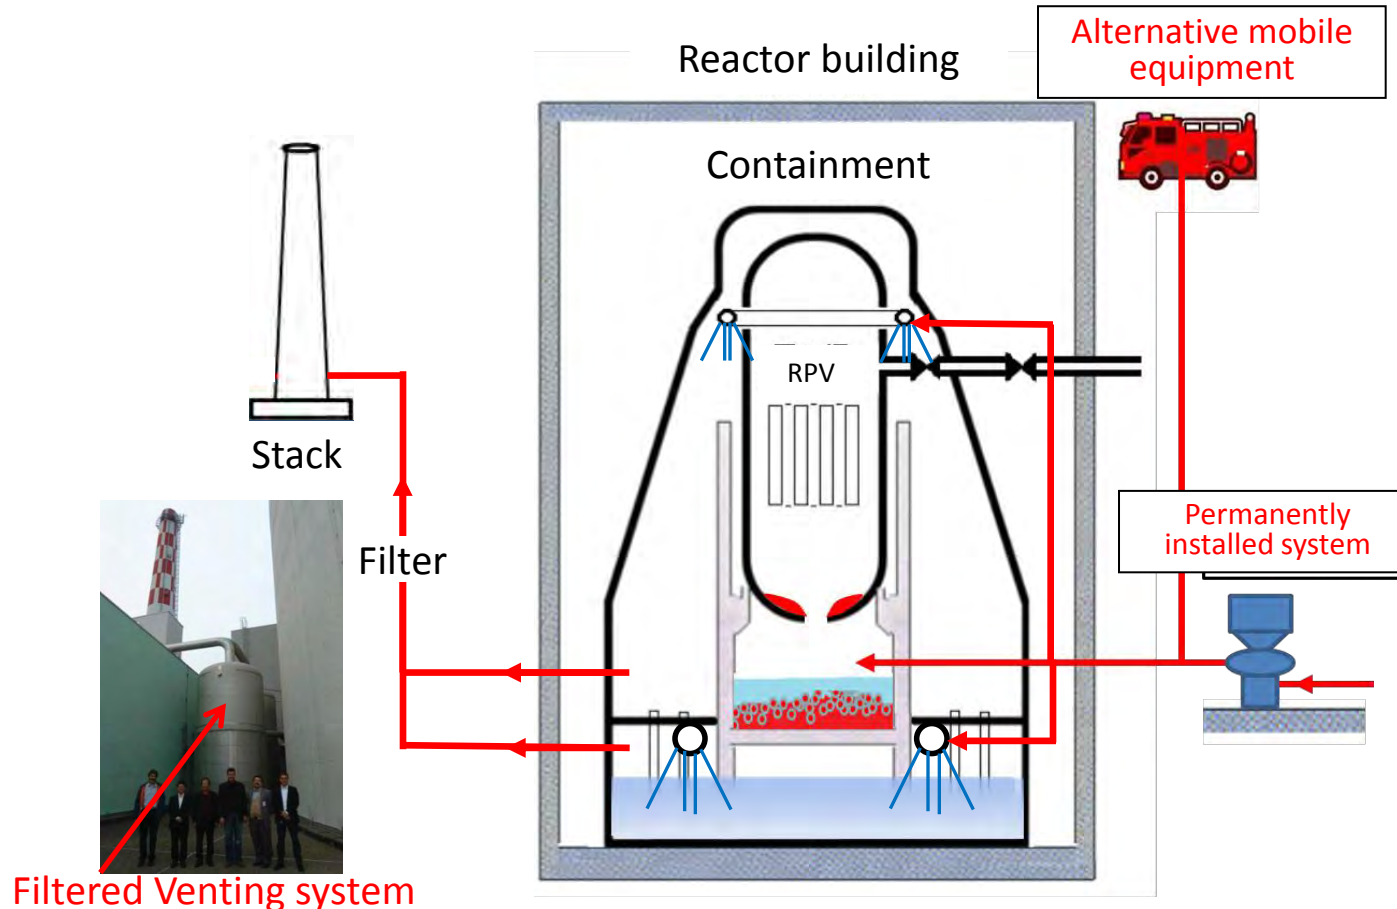 Alternative mobile
equipment
Reactor building
Containment
RPV
Stack
Permanently
installed system
Filter
Filtered Venting system